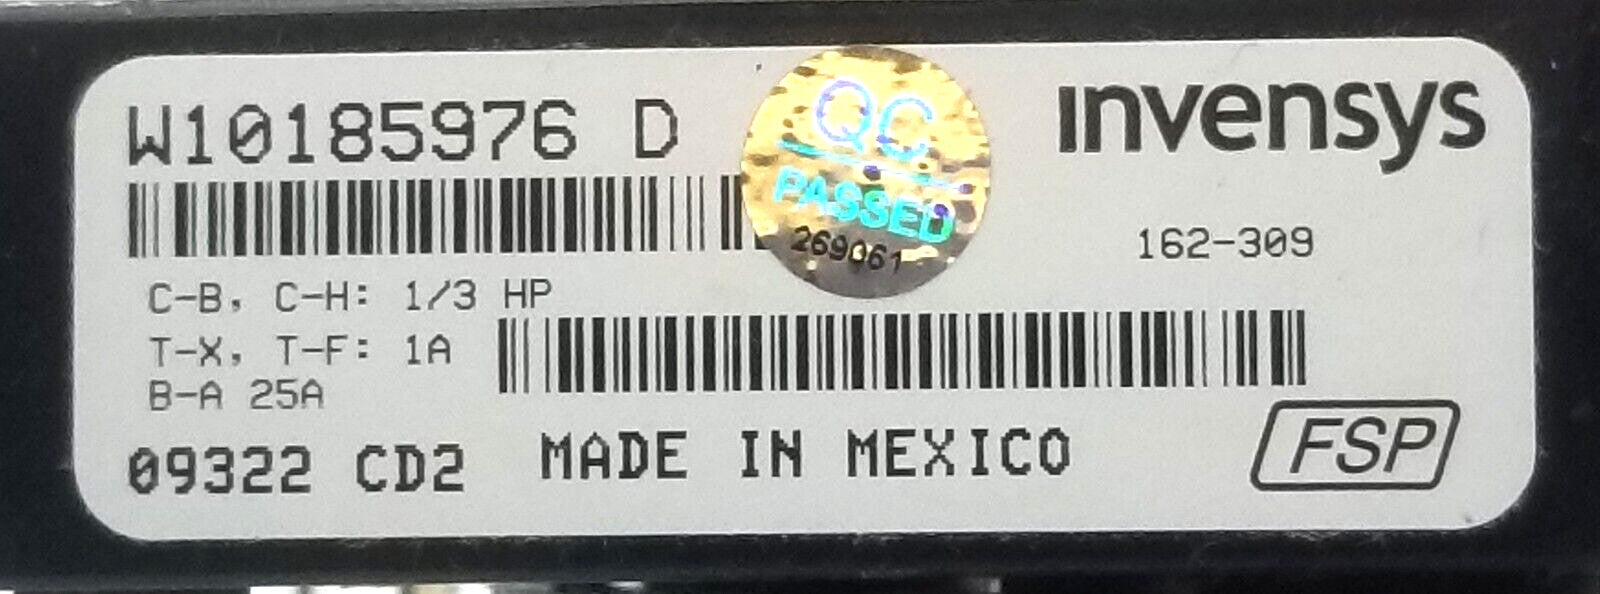 W10185976 D
QC
PASSED
269061
invensys
162-309
C-B, C-H: 1/3 HP
T-X, T-F: 1A
B-A 25A
09322 CD2 MADE IN MEXICO
FSP